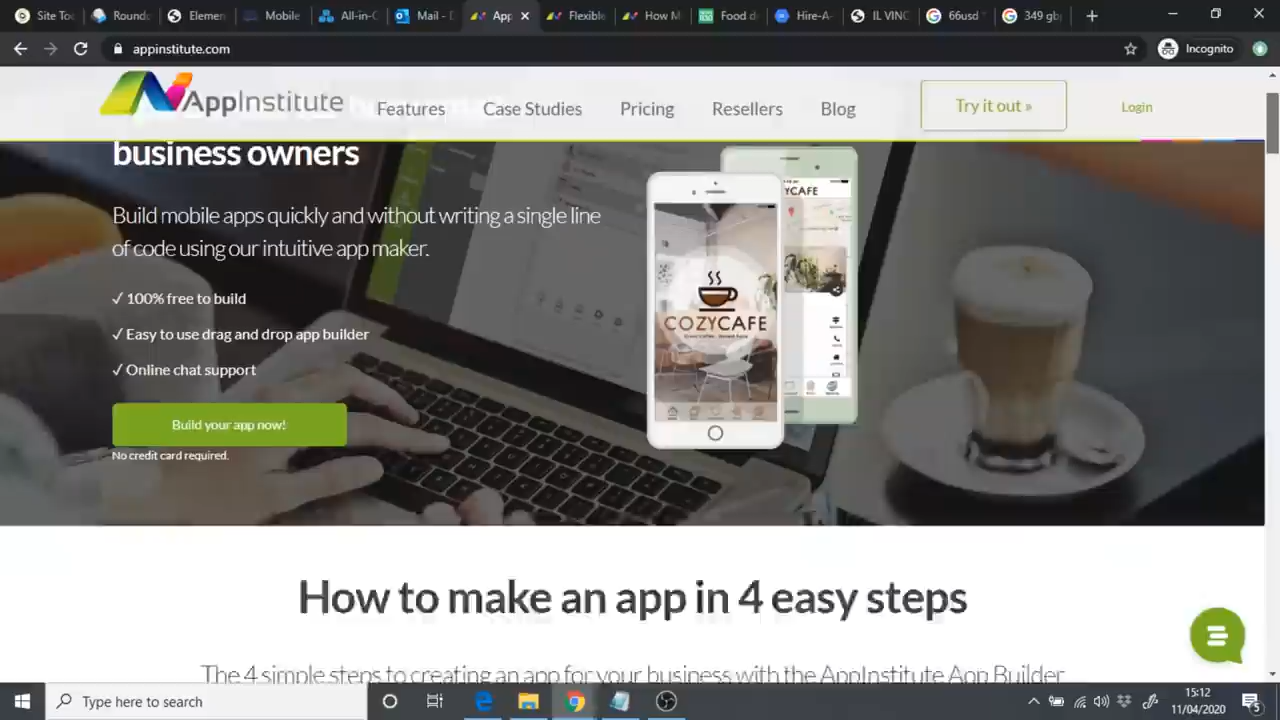 Site Too
Roundc
Elemen
Mobile
All-in-C
Mail - D
App
Flexible
How M
Food d
Hire-A-
IL VINC
66usd
349 gb
appinstitute.com
Incognito
AppInstitute
Features
Case Studies
Pricing
Resellers
Blog
Try it out »
Login
business owners
Build mobile apps quickly and without writing a single line
of code using our intuitive app maker.
✓ 100% free to build
✓ Easy to use drag and drop app builder
✓ Online chat support
Build your app now!
No credit card required.
YCAFE
COZYCAFE
How to make an app in 4 easy steps
The 4 simple steps to creating an app for your business with the AppInstitute App Builder
Type here to search
15:12
11/04/2020
5